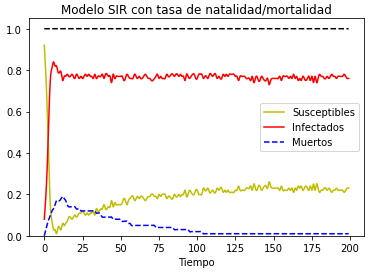 Modelo SIR con tasa de natalidad/mortalidad
1.0
0.8
0.6
0.4
0.2
0.0
Susceptibles
Infectados
Muertos
0 25 50 75 100 125 150 175 200
Tiempo